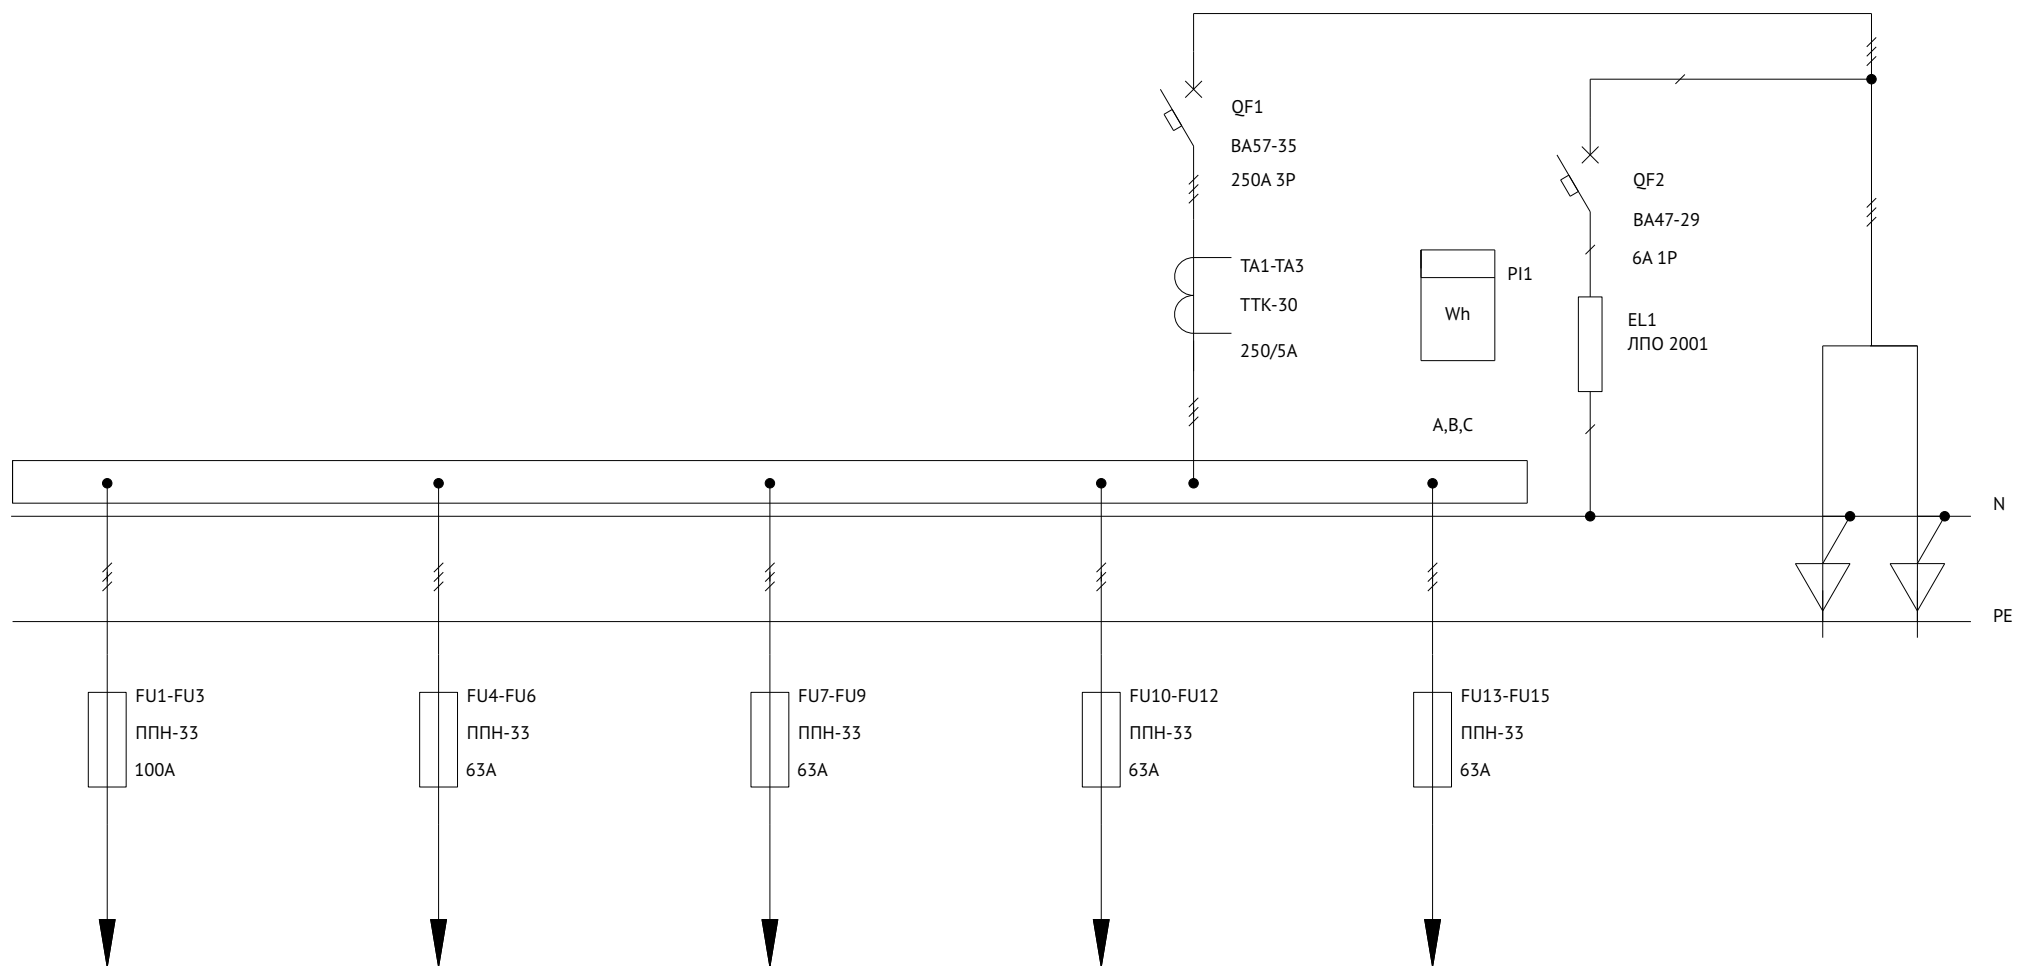 QF1
ВА57-35
250А 3Р
QF2
ВА47-29
6А 1Р
ТА1-ТА3
ТТК-30
250/5А
PI1
Wh
EL1
ЛПО 2001
А,В,С
N
PE
FU1-FU3
ППН-33
100А
FU4-FU6
ППН-33
63А
FU7-FU9
ППН-33
63А
FU10-FU12
ППН-33
63А
FU13-FU15
ППН-33
63А